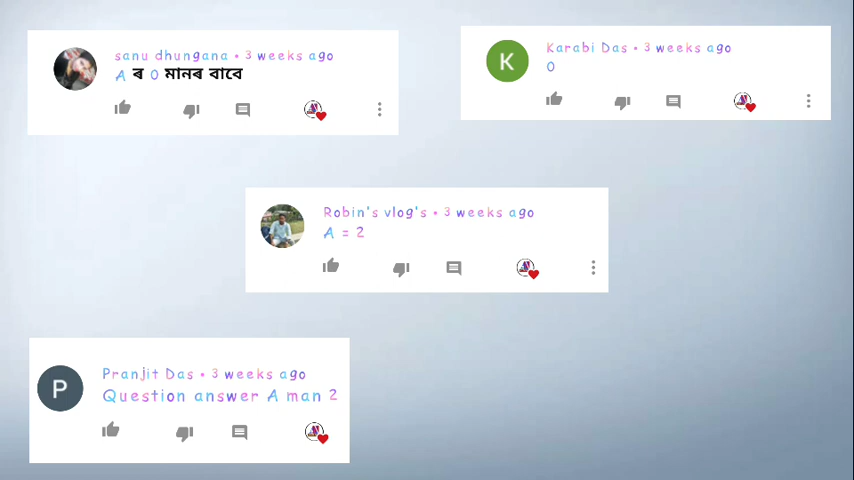 sanu dhungana • 3 weeks ago
A ৰ 0 মানৰ বাবে
Karabi Das • 3 weeks ago
0
Robin's vlog's • 3 weeks ago
A = 2
Pranjit Das • 3 weeks ago
Question answer A man 2
K
P